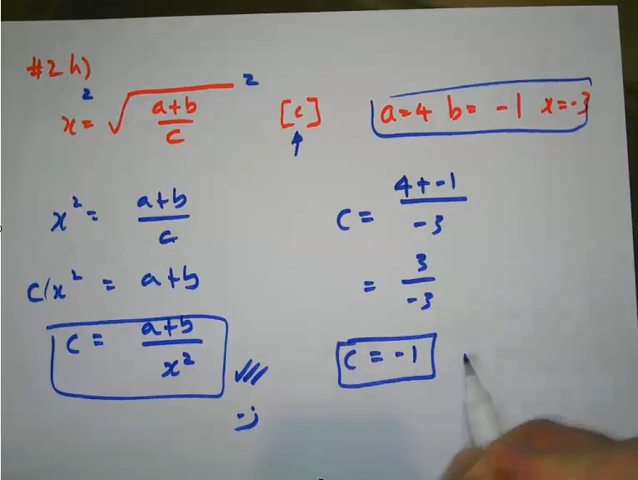 #2 h)
x² = √((a+b)/c)² [c] a=4 b= -1 x=-3
x² = (a+b)/c
c/x² = a+b
c = (a+b)/x²
c = (4+-1)/-3
= 3/-3
c = -1